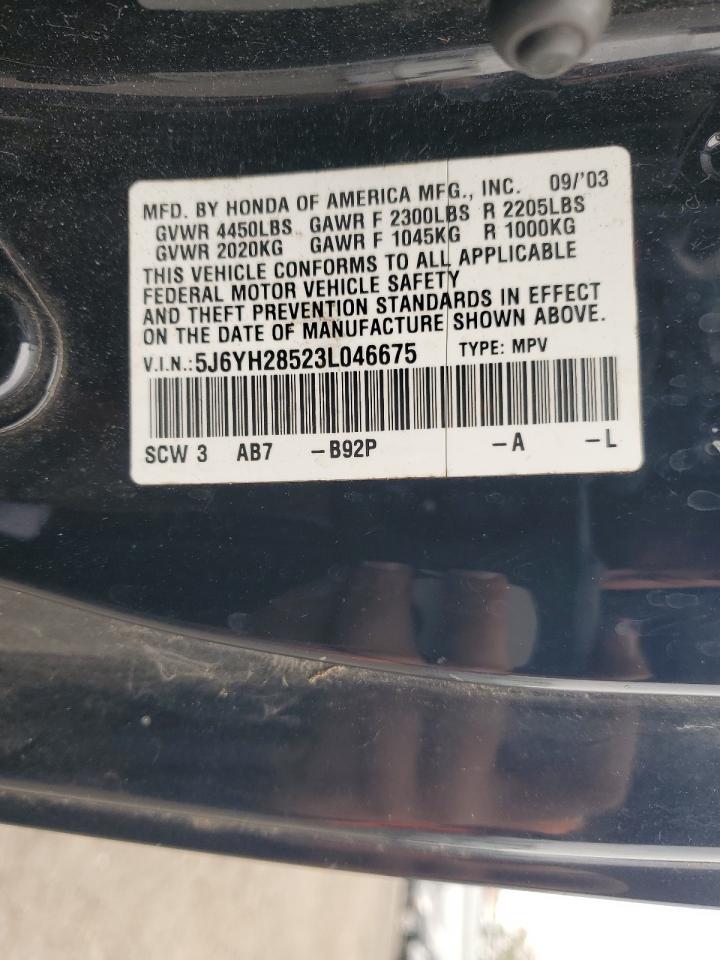 MFD. BY HONDA OF AMERICA MFG., INC. 09/'03
GVWR 4450LBS GAWR F 2300LBS R 2205LBS
GVWR 2020KG GAWR F 1045KG R 1000KG
THIS VEHICLE CONFORMS TO ALL APPLICABLE
FEDERAL MOTOR VEHICLE SAFETY
AND THEFT PREVENTION STANDARDS IN EFFECT
ON THE DATE OF MANUFACTURE SHOWN ABOVE.
V.I.N.: 5J6YH28523L046675 TYPE: MPV
SCW 3 AB7 –B92P –A –L